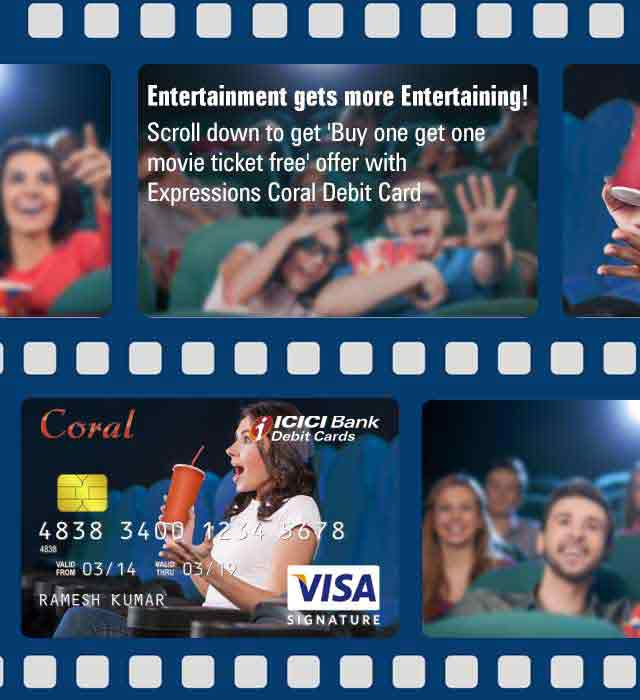 Entertainment gets more Entertaining!
Scroll down to get 'Buy one get one
movie ticket free' offer with
Expressions Coral Debit Card
Coral
ICICI Bank
Debit Cards
4838 3400 1234 5678
4838
VALID FROM 03/14 VALID THRU 03/19
RAMESH KUMAR
VISA
SIGNATURE